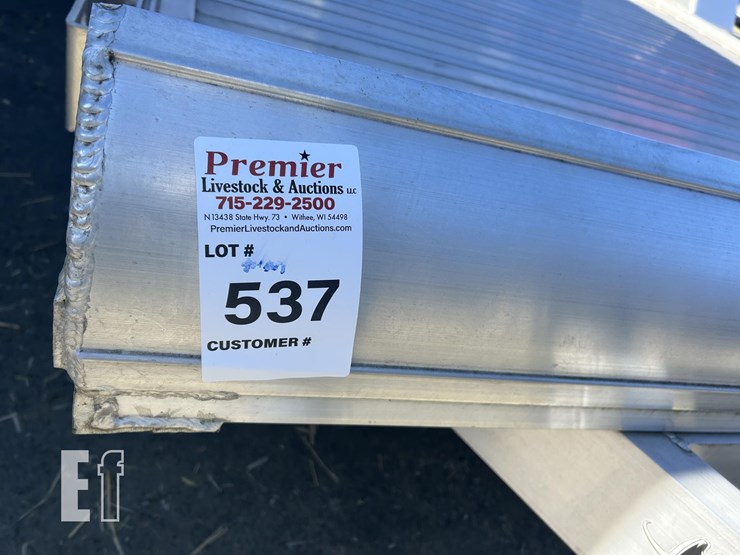 Premier
Livestock & Auctions LLC
715-229-2500
N13438 State Hwy. 73 • Withee, WI 54498
PremierLivestockandAuctions.com
LOT #
537
CUSTOMER #
Ef